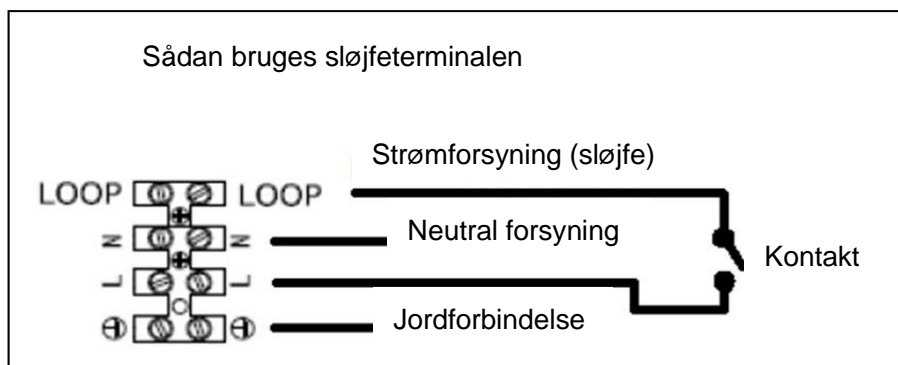 Sådan bruges sløjfeterminalen
Strømforsyning (sløjfe)
LOOP LOOP
N N Neutral forsyning
Kontakt
L L
Jordforbindelse